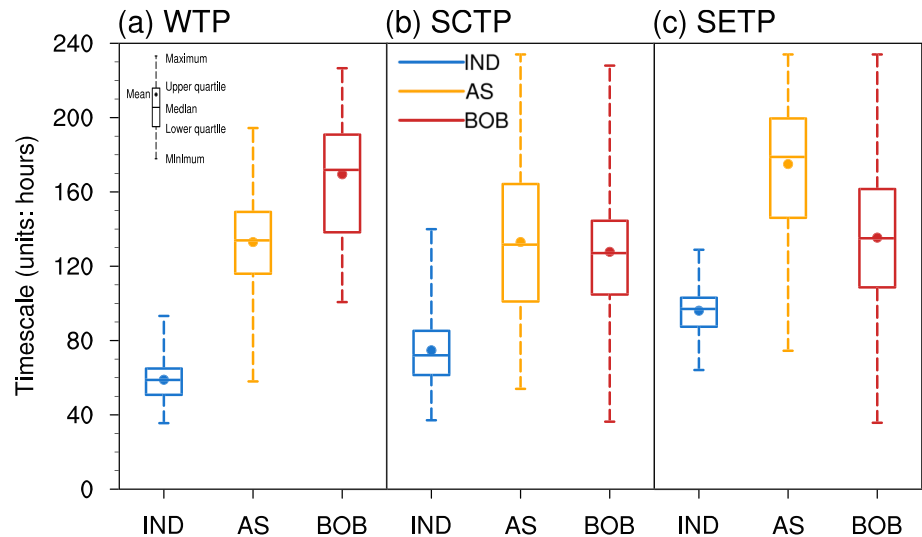 (a) WTP (b) SCTP (c) SETP
240
200
160
120
80
40
0
Timescale (units: hours)
Maximum
Upper quartile
Mean
Median
Lower quartile
Minimum
IND
AS
BOB
IND AS BOB IND AS BOB IND AS BOB